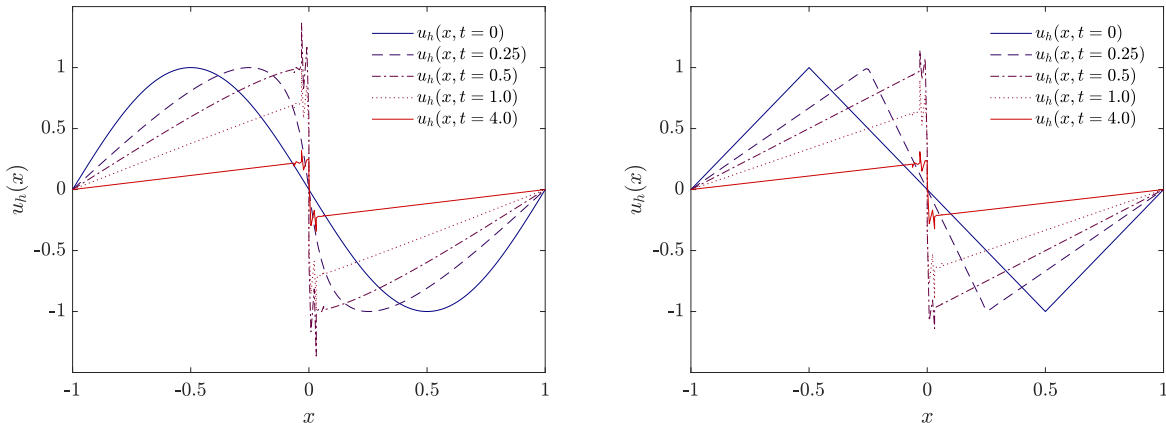 u_h(x, t = 0)
u_h(x, t = 0.25)
u_h(x, t = 0.5)
u_h(x, t = 1.0)
u_h(x, t = 4.0)
1
0.5
0
-0.5
-1
u_h(x)
-1 -0.5 0 0.5 1
x
u_h(x, t = 0)
u_h(x, t = 0.25)
u_h(x, t = 0.5)
u_h(x, t = 1.0)
u_h(x, t = 4.0)
1
0.5
0
-0.5
-1
u_h(x)
-1 -0.5 0 0.5 1
x